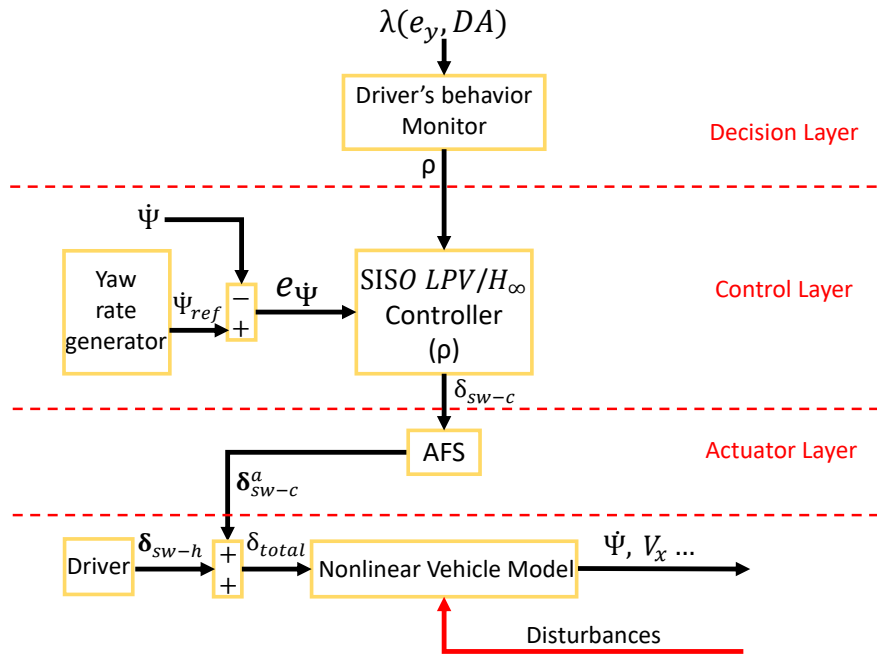 λ(e_y, DA)
Driver's behavior
Monitor
Decision Layer
ρ
Ψ̇
Yaw
rate
generator
Ψ̇_ref
−
+
e_Ψ̇
SISO LPV/H_∞
Controller
(ρ)
Control Layer
δ_sw−c
AFS
Actuator Layer
δ^a_sw−c
Driver
δ_sw−h
+
+
δ_total
Nonlinear Vehicle Model
Ψ̇, V_x ...
Disturbances